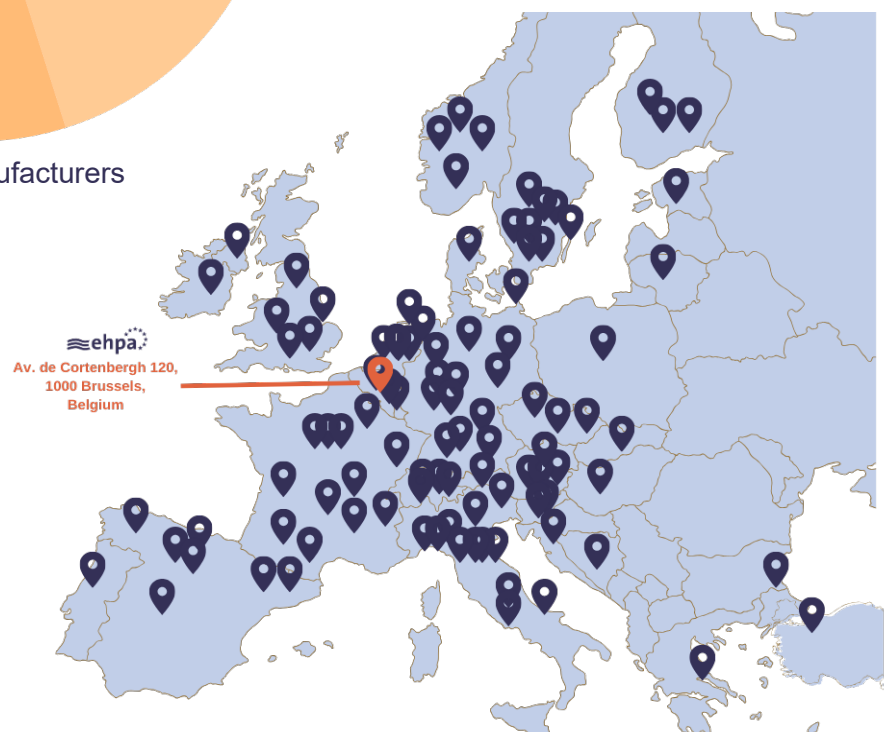 ufacturers
ehpa
Av. de Cortenbergh 120,
1000 Brussels,
Belgium